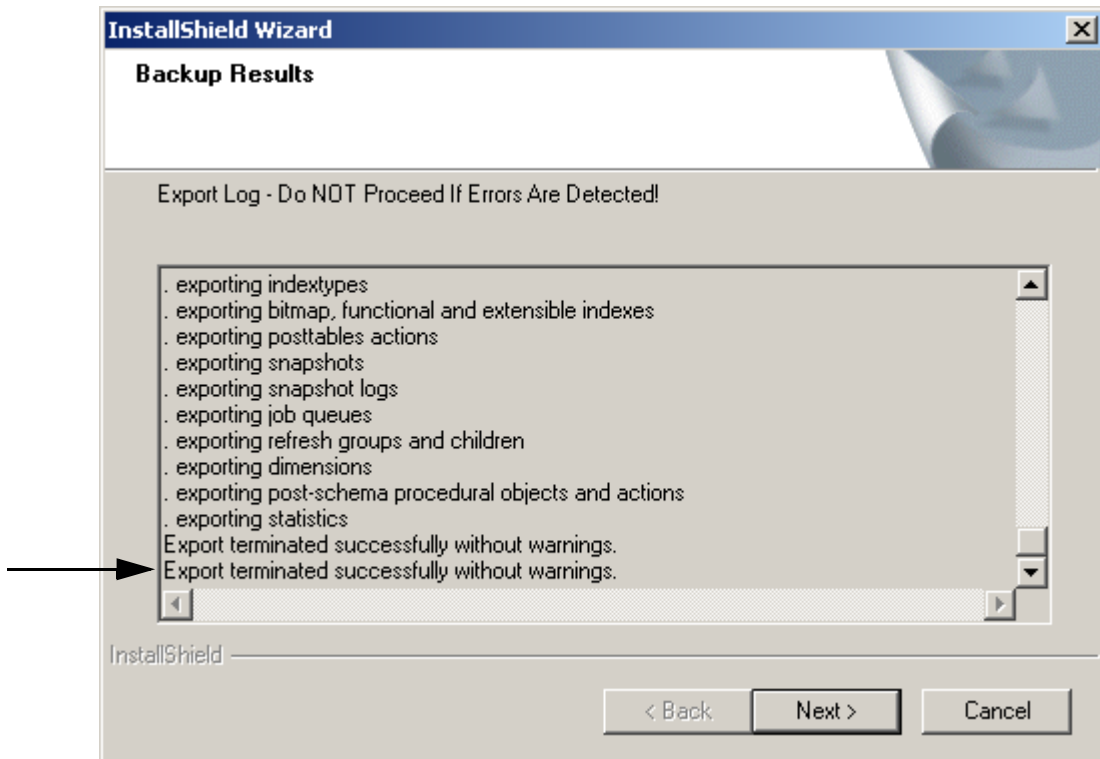 InstallShield Wizard
Backup Results
Export Log - Do NOT Proceed If Errors Are Detected!
. exporting indextypes
. exporting bitmap, functional and extensible indexes
. exporting posttables actions
. exporting snapshots
. exporting snapshot logs
. exporting job queues
. exporting refresh groups and children
. exporting dimensions
. exporting post-schema procedural objects and actions
. exporting statistics
Export terminated successfully without warnings.
Export terminated successfully without warnings.
InstallShield
< Back
Next >
Cancel